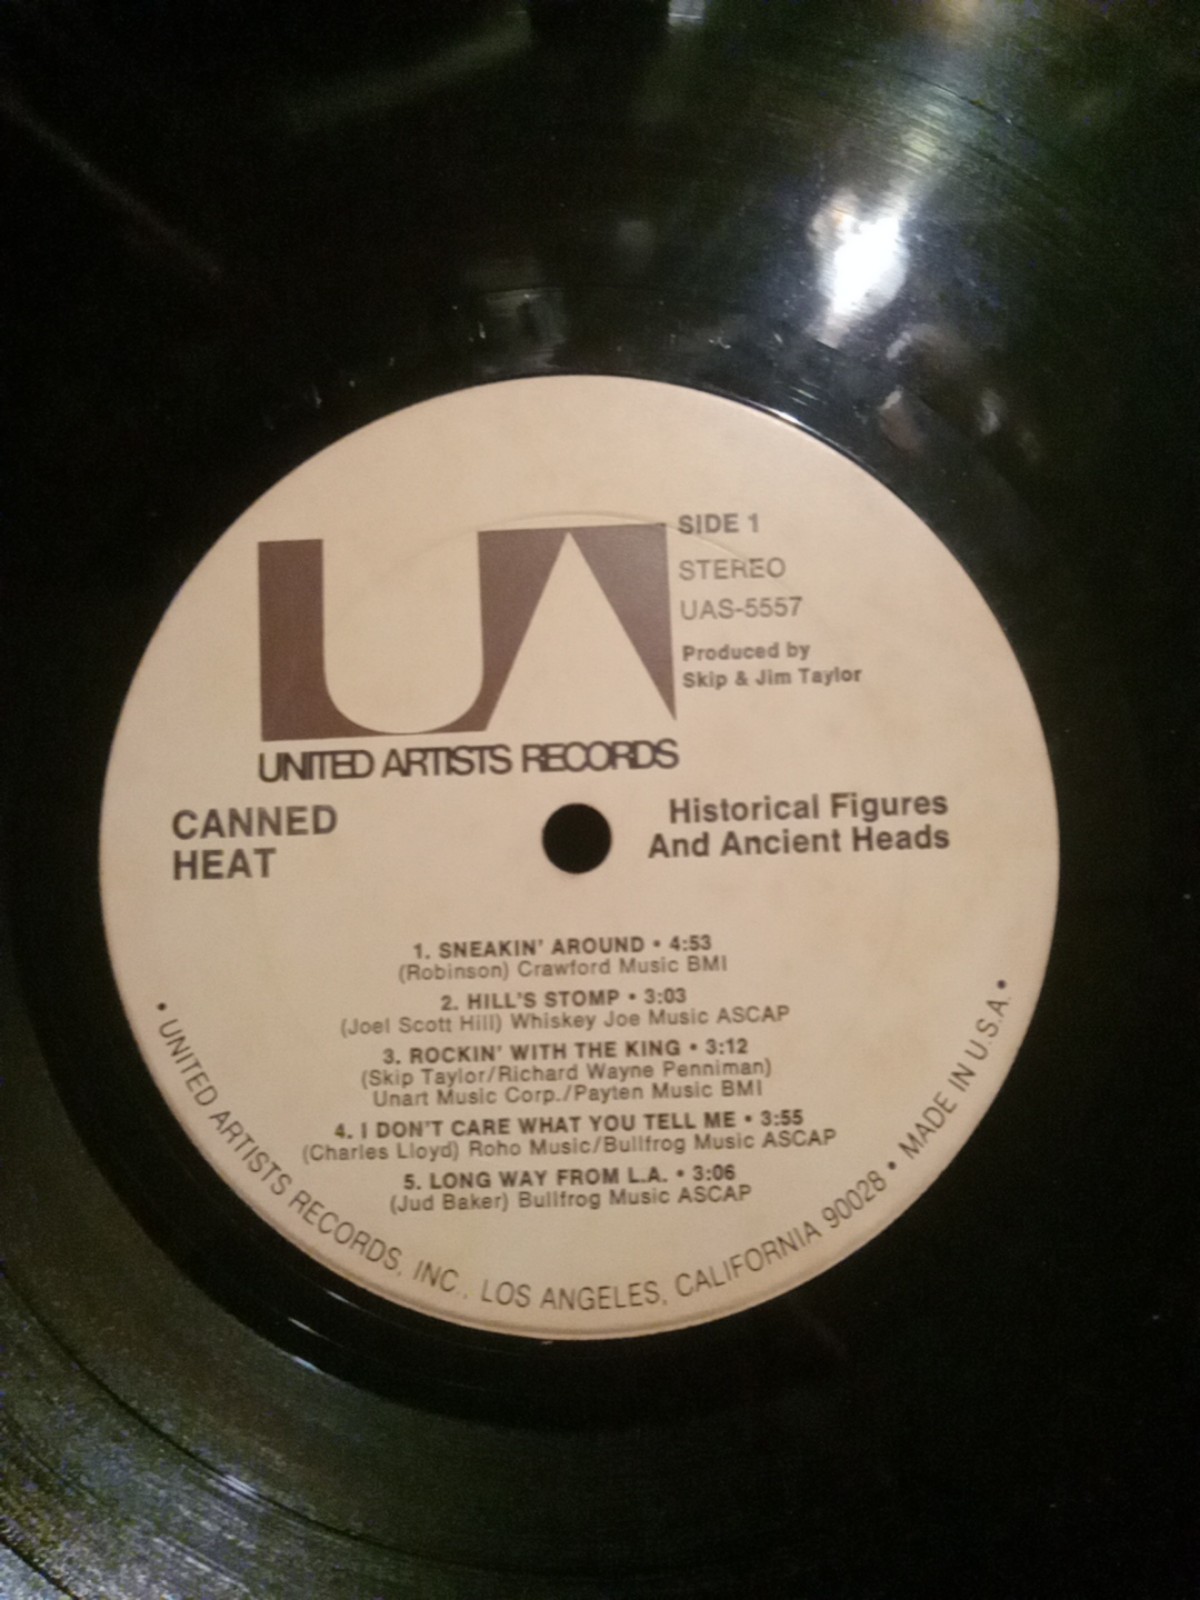 UA
SIDE 1
STEREO
UAS-5557
Produced by
Skip & Jim Taylor
UNITED ARTISTS RECORDS
CANNED
HEAT
Historical Figures
And Ancient Heads
1. SNEAKIN' AROUND • 4:53
(Robinson) Crawford Music BMI
2. HILL'S STOMP • 3:03
(Joel Scott Hill) Whiskey Joe Music ASCAP
3. ROCKIN' WITH THE KING • 3:12
(Skip Taylor/Richard Wayne Penniman)
Unart Music Corp./Payten Music BMI
4. I DON'T CARE WHAT YOU TELL ME • 3:55
(Charles Lloyd) Roho Music/Bullfrog Music ASCAP
5. LONG WAY FROM L.A. • 3:06
(Jud Baker) Bullfrog Music ASCAP
• UNITED ARTISTS RECORDS, INC., LOS ANGELES, CALIFORNIA 90028 • MADE IN U.S.A. •